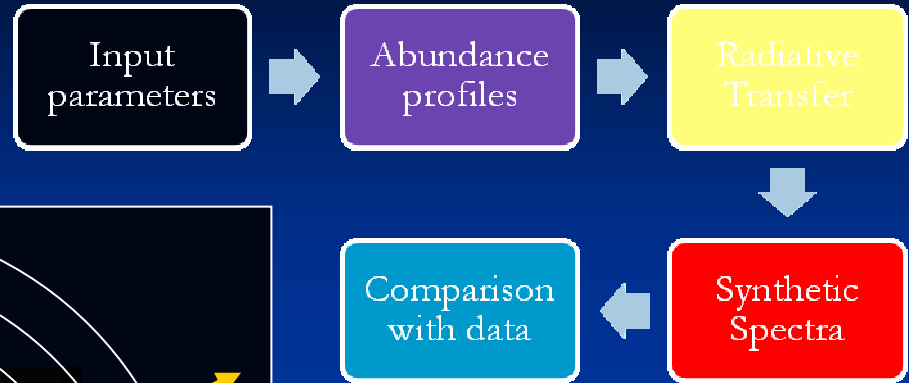 Input
parameters
Abundance
profiles
Radiative
Transfer
Synthetic
Spectra
Comparison
with data